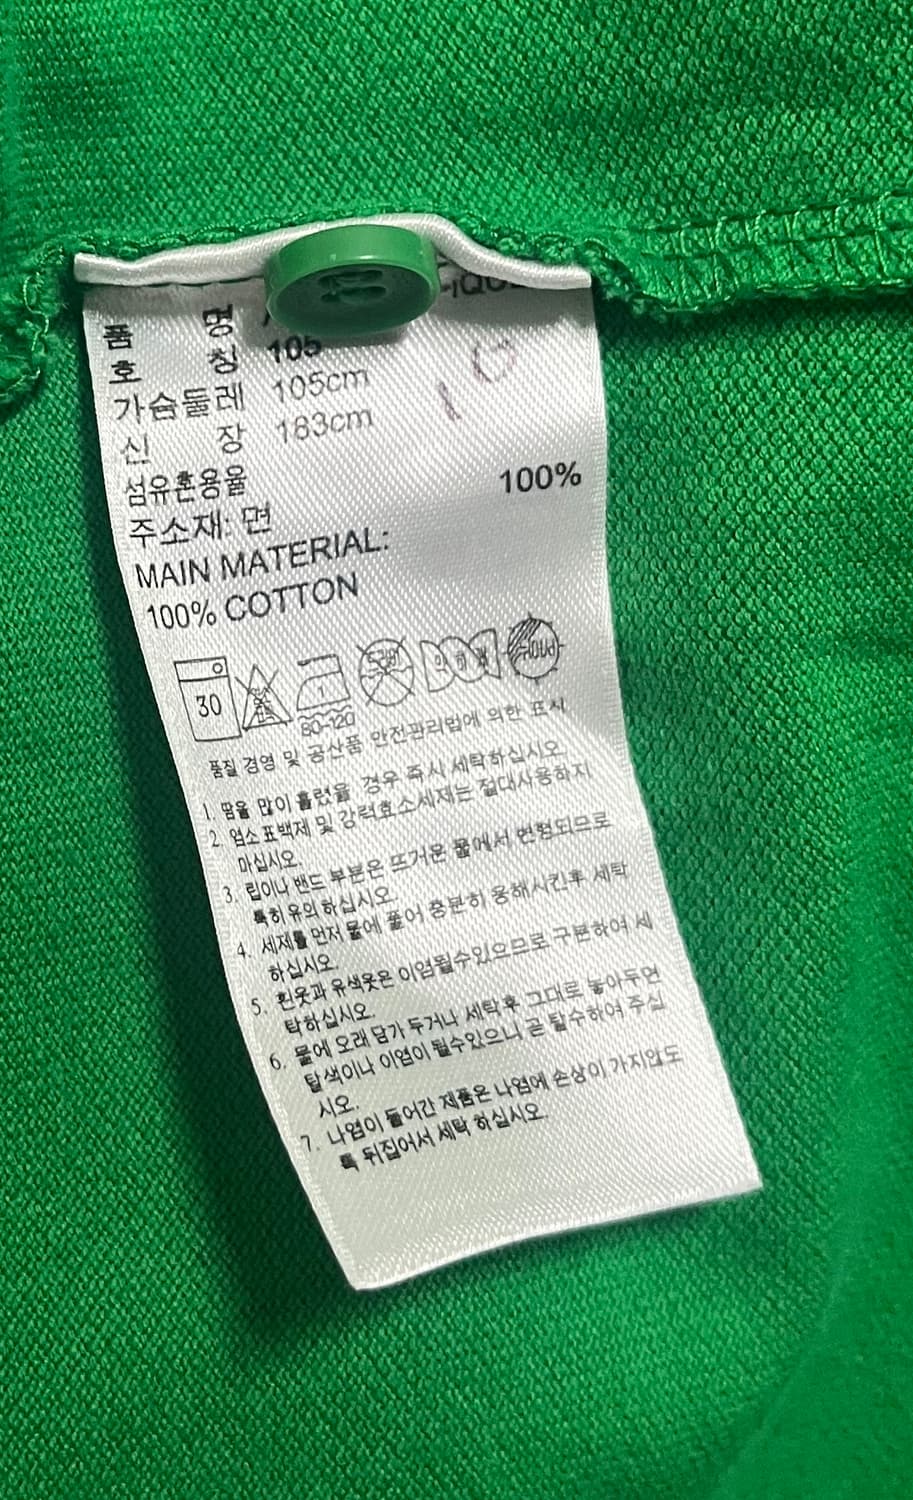 품 명
호 칭 105
가슴둘레 105cm
신 장 183cm
섬유혼용율
100%
주소재: 면
MAIN MATERIAL:
100% COTTON
30
80-120
품질 경영 및 공산품 안전관리법에 의한 표시
1. 땀을 많이 흘렸을 경우 즉시 세탁하십시오.
2. 염소 표백제 및 강력효소세제는 절대사용하지
마십시오.
3. 립이나 밴드 부분은 뜨거운 물에서 변형되므로
특히 유의 하십시오.
4. 세제를 먼저 물에 풀어 충분히 용해시킨후 세탁
하십시오.
5. 흰옷과 유색옷은 이염될수있으므로 구분하여 세
탁하십시오.
6. 물에 오래 담가 두거나 세탁후 그대로 놓아두면
탈색이나 이염이 될수있으니 곧 탈수하여 주십
시오.
7. 나염이 들어간 제품은 나염에 손상이 가지않도
록 뒤집어서 세탁 하십시오.